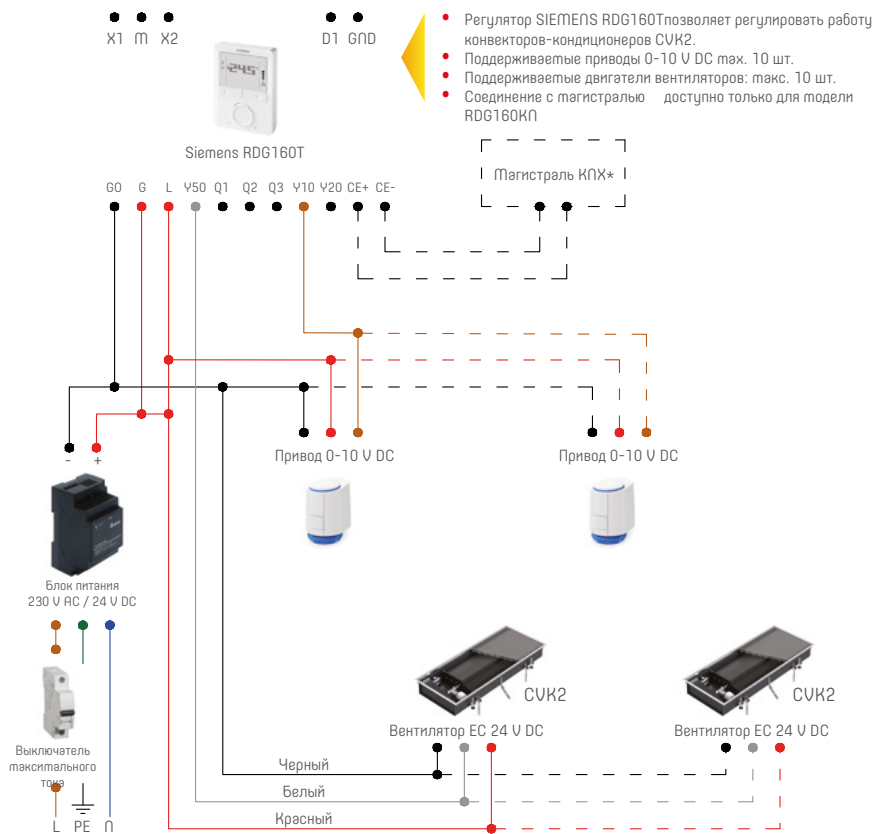 X1 M X2 D1 GND
• Регулятор SIEMENS RDG160Tпозволяет регулировать работу
конвекторов-кондиционеров CVK2.
• Поддерживаемые приводы 0-10 V DC max. 10 шт.
• Поддерживаемые двигатели вентиляторов: макс. 10 шт.
• Соединение с магистралью доступно только для модели
RDG160KN
Siemens RDG160T
Магистраль KNX*
G0 G L Y50 Q1 Q2 Q3 Y10 Y20 CE+ CE-
- +
Привод 0-10 V DC
Привод 0-10 V DC
Блок питания
230 V AC / 24 V DC
CVK2
CVK2
Вентилятор EC 24 V DC
Вентилятор EC 24 V DC
Выключатель
максимального
тока
Черный
Белый
Красный
L PE N